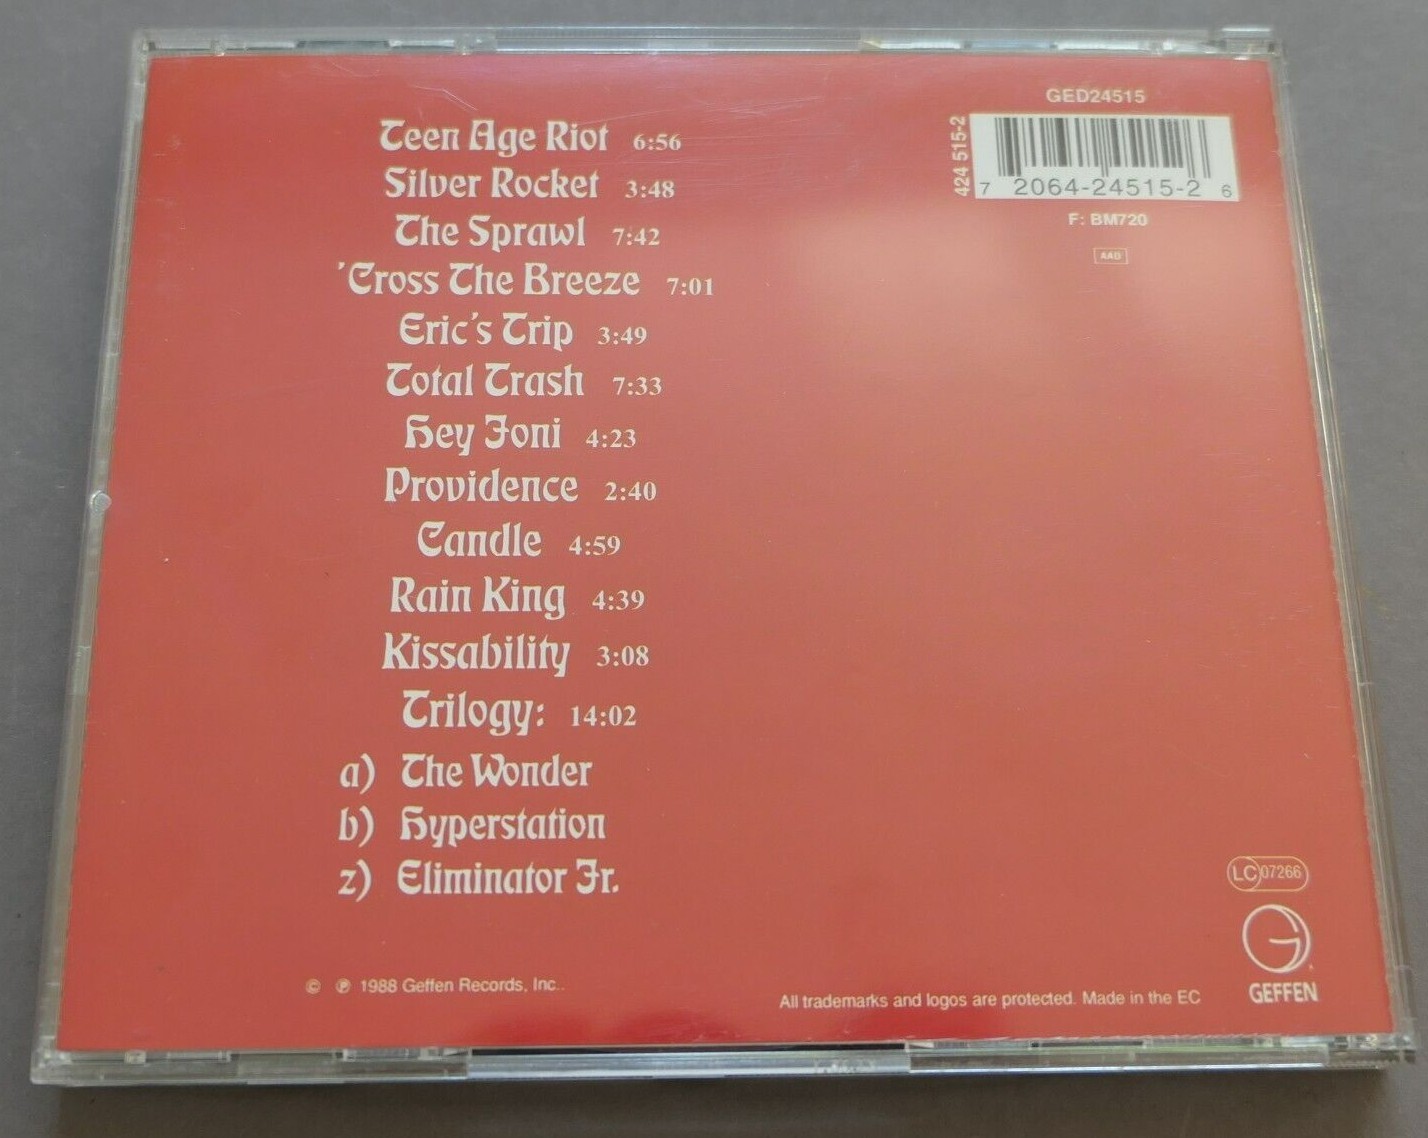 Teen Age Riot 6:56
Silver Rocket 3:48
The Sprawl 7:42
'Cross The Breeze 7:01
Eric's Trip 3:49
Total Trash 7:33
Hey Joni 4:23
Providence 2:40
Candle 4:59
Rain King 4:39
Kissability 3:08
Trilogy: 14:02
a) The Wonder
b) Hyperstation
z) Eliminator Jr.
GED24515
424 515-2
7 2064-24515-2 6
F: BM720
AAD
LC 07266
GEFFEN
© ℗ 1988 Geffen Records, Inc..
All trademarks and logos are protected. Made in the EC